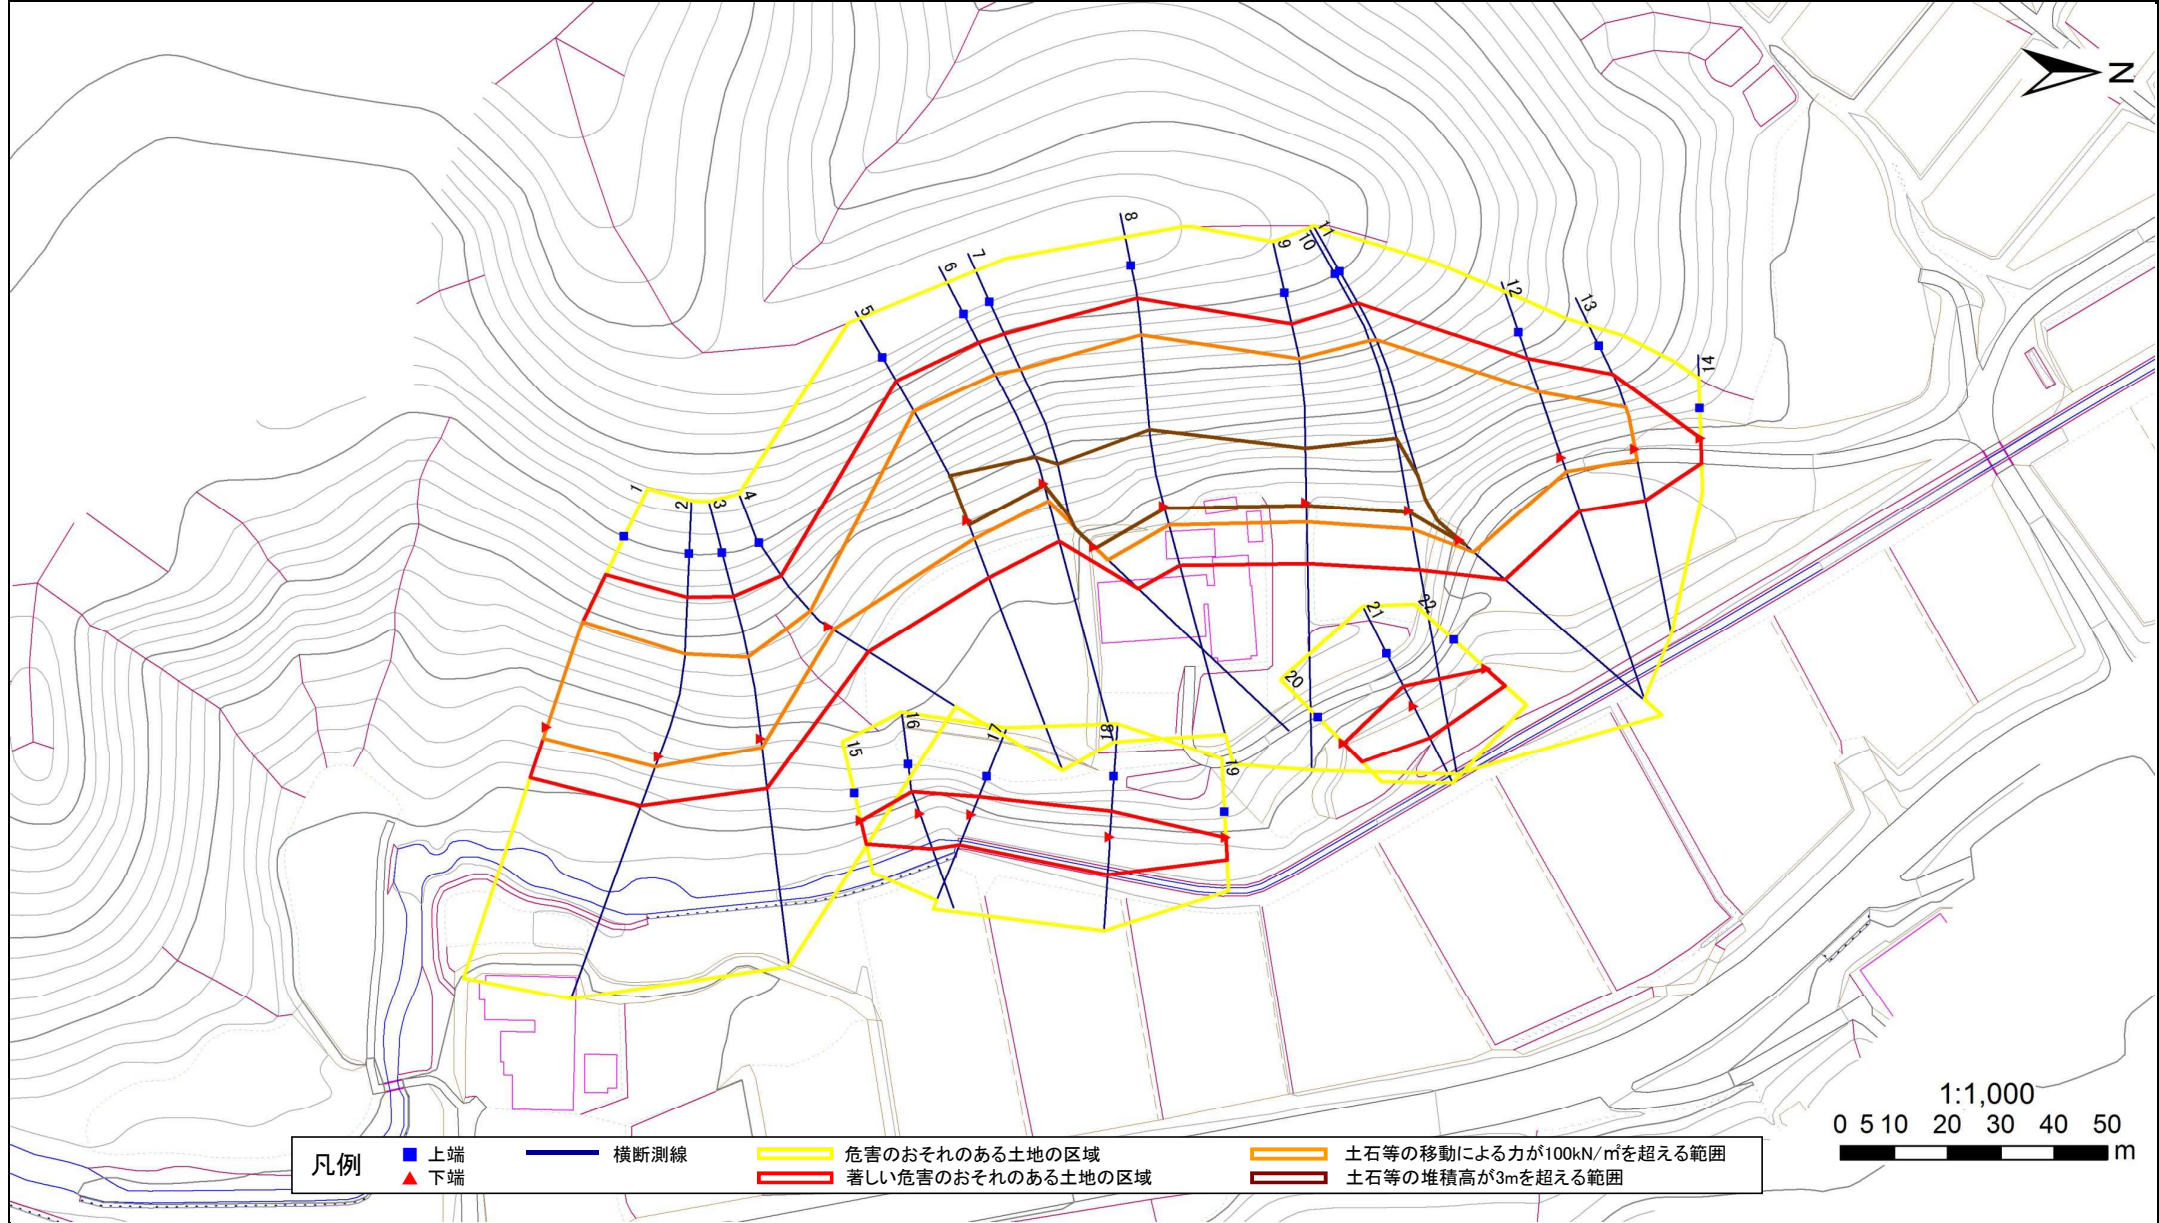 N
8
11
10
9
7
6
5
12
13
14
1
2
3
4
21
22
20
16
17
18
15
19
1:1,000
0 5 10 20 30 40 50
m
凡例
上端
横断測線
危害のおそれのある土地の区域
土石等の移動による力が100kN/㎡を超える範囲
下端
著しい危害のおそれのある土地の区域
土石等の堆積高が3mを超える範囲